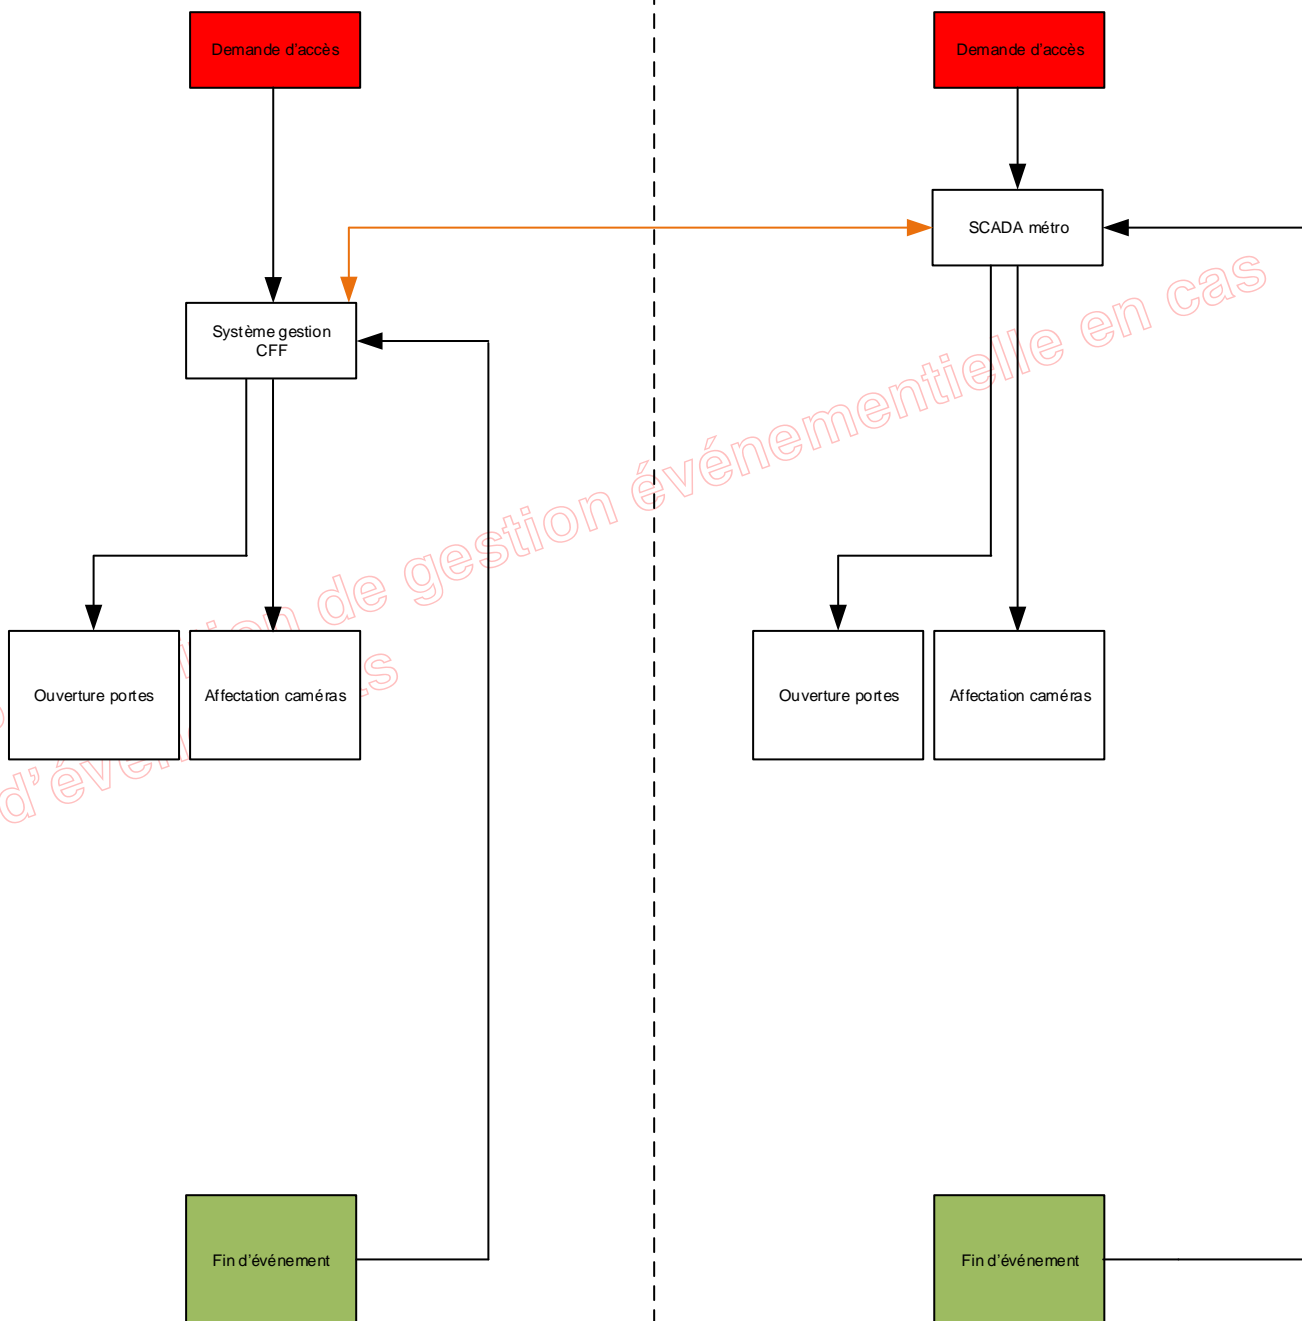 Demande d'accès
Demande d'accès
SCADA métro
Système gestion
CFF
de gestion événementielle en cas
Ouverture portes
Affectation caméras
Ouverture portes
Affectation caméras
Fin d'événement
Fin d'événement